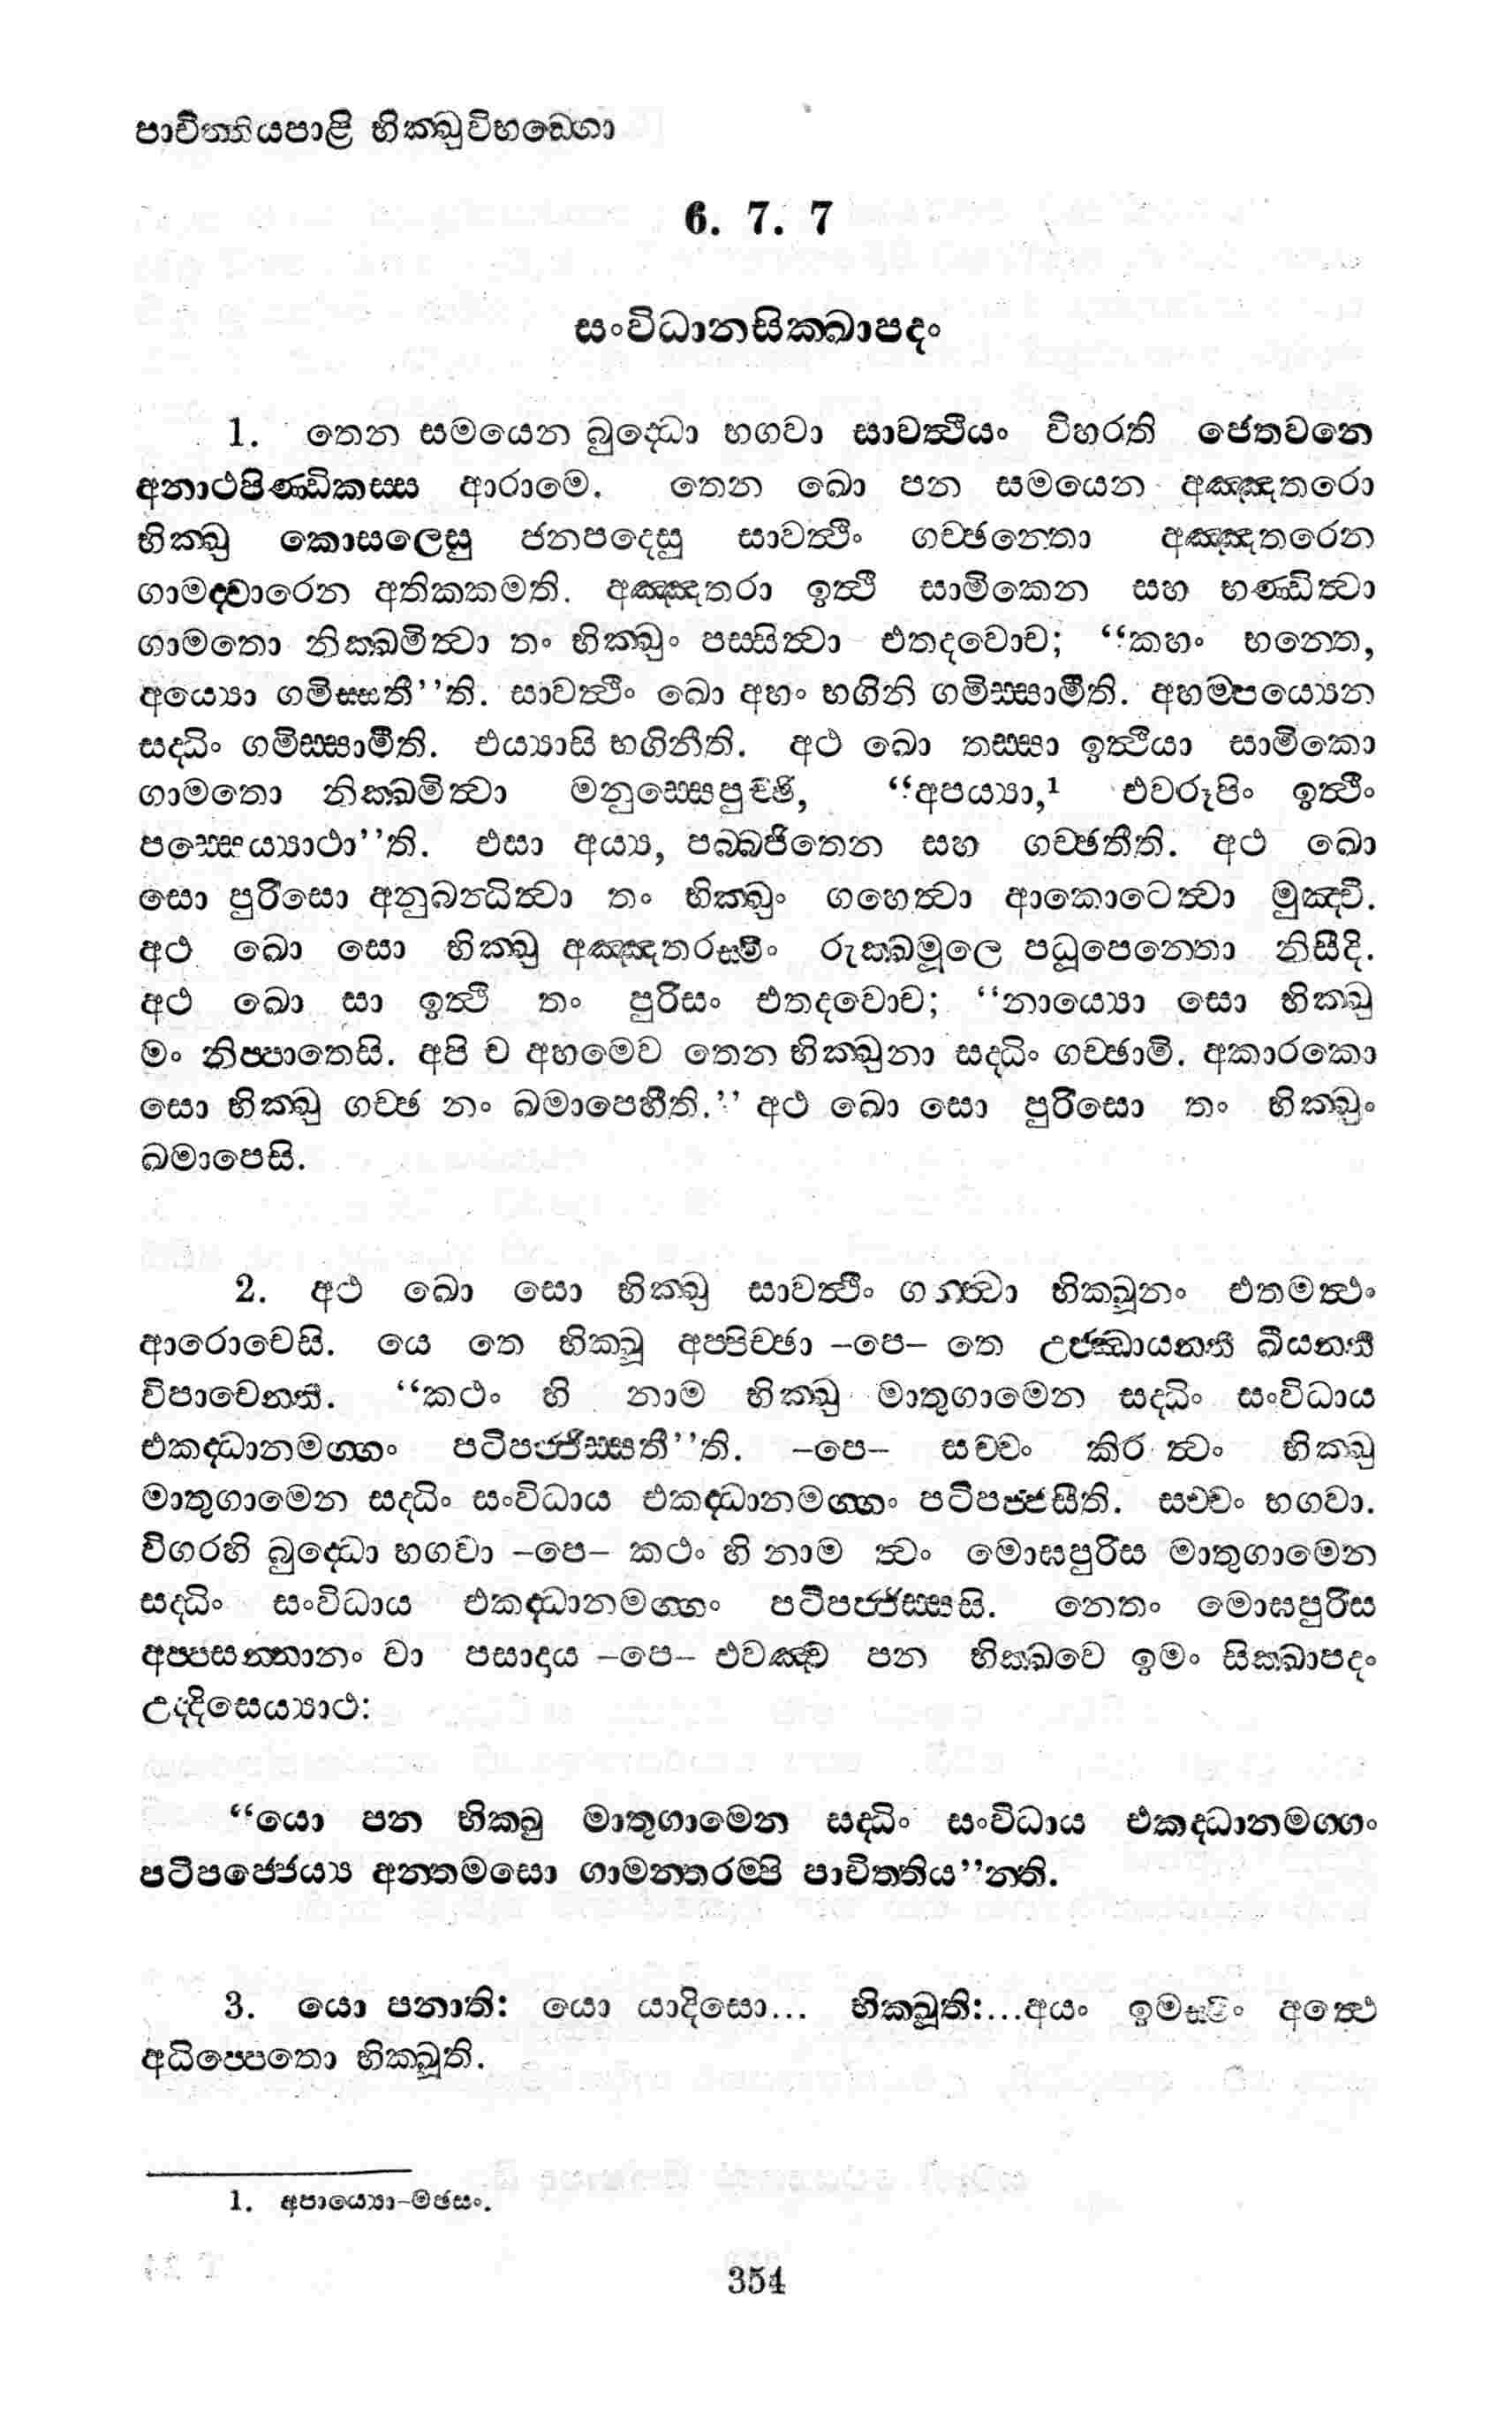 පාචිත්තියපාළි භික්ඛුවිභඞ්ගො
6. 7. 7
සංවිධානසික්ඛාපදං
1. තෙන සමයෙන බුද්ධො භගවා සාවත්ථියං විහරති ජෙතවනෙ
අනාථපිණ්ඩිකස්ස ආරාමෙ. තෙන ඛො පන සමයෙන අඤ්ඤතරො
භික්ඛු කොසලෙසු ජනපදෙසු සාවත්ථිං ගච්ඡන්තො අඤ්ඤතරෙන
ගාමද්වාරෙන අතික්කමති. අඤ්ඤතරා ඉත්ථි සාමිකෙන සහ භණ්ඩිත්වා
ගාමතො නික්ඛමිත්වා තං භික්ඛුං පස්සිත්වා එතදවොච; “කහං භන්තෙ,
අය්‍යො ගමිස්සතී”ති. සාවත්ථිං ඛො අහං භගිනි ගමිස්සාමීති. අහම්පය්‍යෙන
සද්ධිං ගමිස්සාමීති. එය්‍යාසි භගිනීති. අථ ඛො තස්සා ඉත්ථියා සාමිකො
ගාමතො නික්ඛමිත්වා මනුස්සෙපුච්ඡි, “අපය්‍යා,¹ එවරූපිං ඉත්ථිං
පස්සෙය්‍යාථා”ති. එසා අය්‍ය, පබ්බජිතෙන සහ ගච්ඡතීති. අථ ඛො
සො පුරිසො අනුබන්ධිත්වා තං භික්ඛුං ගහෙත්වා ආකොටෙත්වා මුඤ්චි.
අථ ඛො සො භික්ඛු අඤ්ඤතරස්මිං රුක්ඛමූලෙ පධූපෙන්තො නිසීදි.
අථ ඛො සා ඉත්ථි තං පුරිසං එතදවොච; “නාය්‍යො සො භික්ඛු
මං නිප්පාතෙසි. අපි ච අහමෙව තෙන භික්ඛුනා සද්ධිං ගච්ඡාමි. අකාරකො
සො භික්ඛු ගච්ඡ නං ඛමාපෙහීති.” අථ ඛො සො පුරිසො තං භික්ඛුං
ඛමාපෙසි.
2. අථ ඛො සො භික්ඛු සාවත්ථිං ගන්ත්වා භික්ඛූනං එතමත්ථං
ආරොචෙසි. යෙ තෙ භික්ඛූ අප්පිච්ඡා –පෙ– තෙ උජ්ඣායන්ති ඛීයන්ති
විපාචෙන්ති. “කථං හි නාම භික්ඛු මාතුගාමෙන සද්ධිං සංවිධාය
එකද්ධානමග්ගං පටිපජ්ජිස්සතී”ති. –පෙ– සච්චං කිර ත්වං භික්ඛු
මාතුගාමෙන සද්ධිං සංවිධාය එකද්ධානමග්ගං පටිපජ්ජසීති. සච්චං භගවා.
විගරහි බුද්ධො භගවා –පෙ– කථං හි නාම ත්වං මොඝපුරිස මාතුගාමෙන
සද්ධිං සංවිධාය එකද්ධානමග්ගං පටිපජ්ජිස්සසි. නෙතං මොඝපුරිස
අප්පසන්නානං වා පසාදාය –පෙ– එවඤ්ච පන භික්ඛවෙ ඉමං සික්ඛාපදං
උද්දිසෙය්‍යාථ:
“යො පන භික්ඛු මාතුගාමෙන සද්ධිං සංවිධාය එකද්ධානමග්ගං
පටිපජ්ජෙය්‍ය අන්තමසො ගාමන්තරම්පි පාචිත්තිය”න්ති.
3. යො පනාති: යො යාදිසො... භික්ඛූති:...අයං ඉමස්මිං අත්ථෙ
අධිප්පෙතො භික්ඛූති.
1. අපාය්‍යො–මඡසං.
354